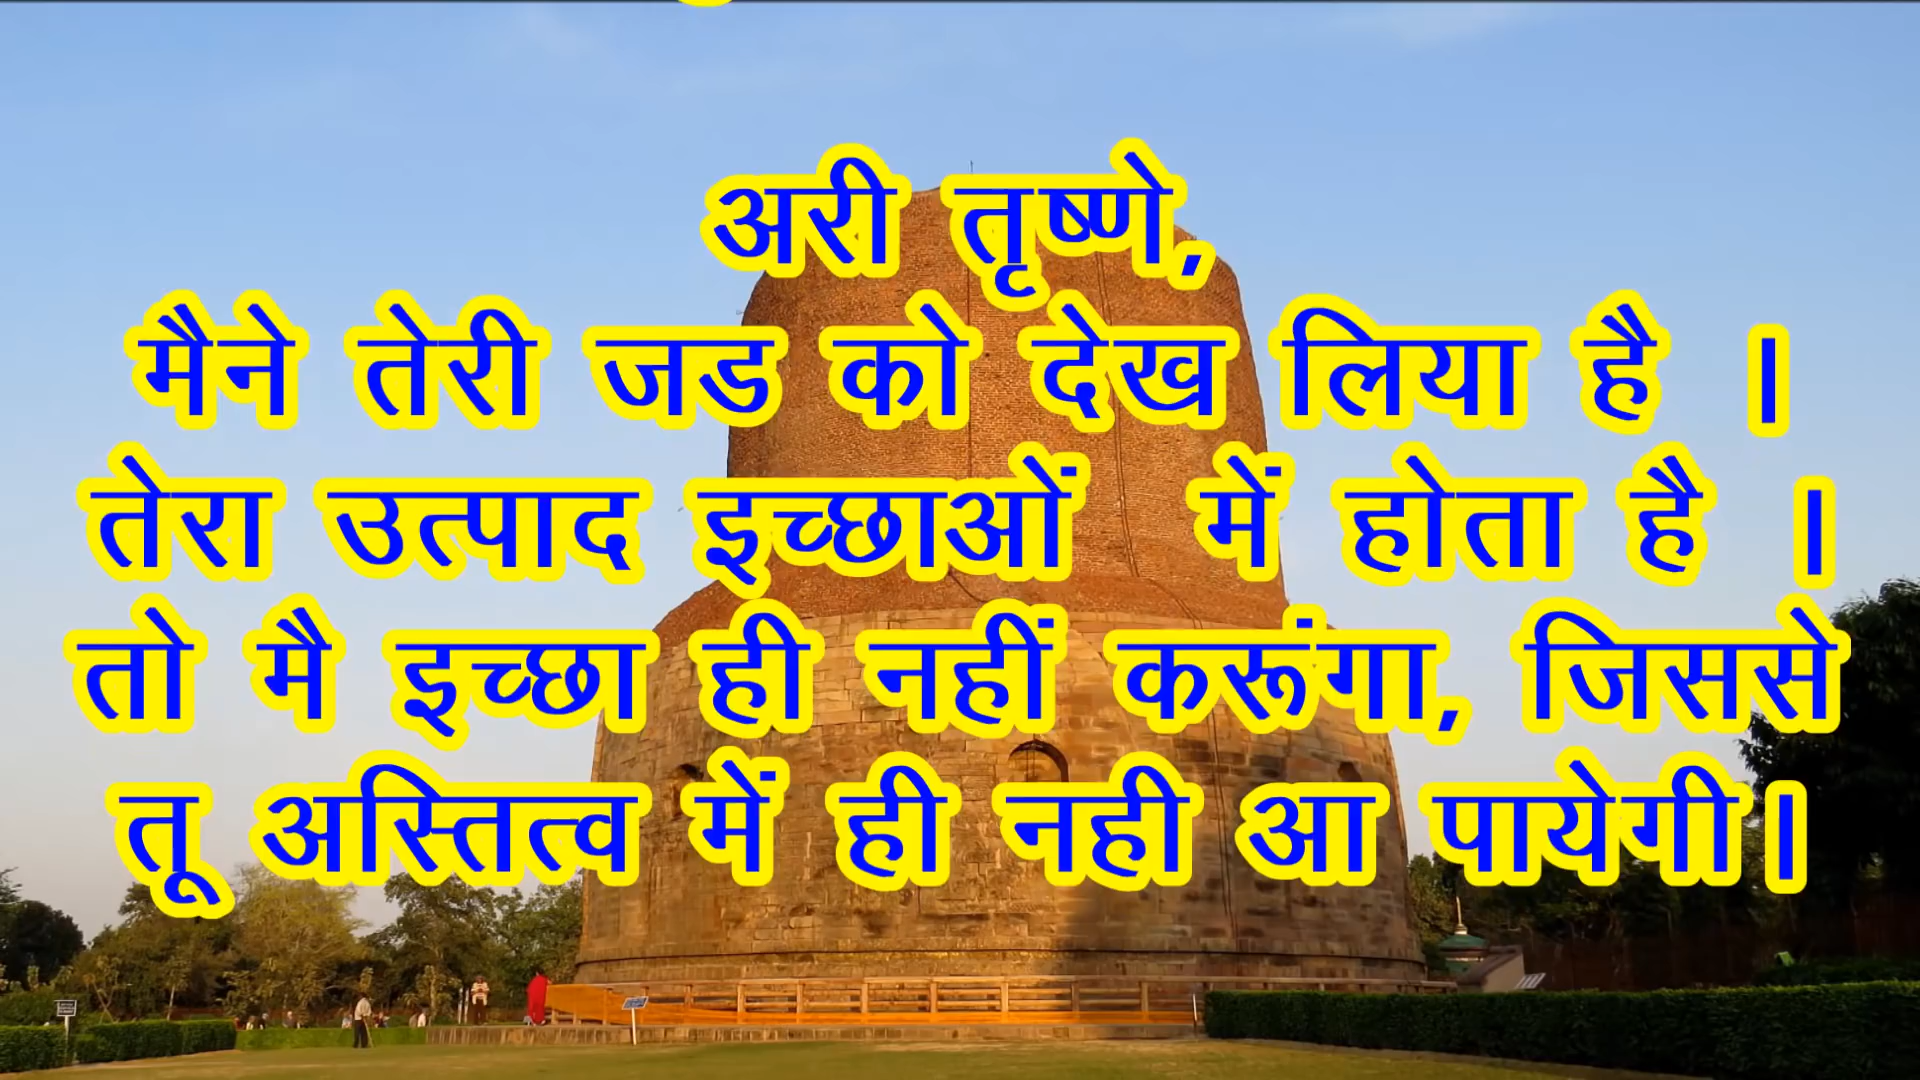 अरी तृष्णे,
मैने तेरी जड को देख लिया है ।
तेरा उत्पाद इच्छाओं में होता है ।
तो मै इच्छा ही नहीं करूंगा, जिससे
तू अस्तित्व में ही नही आ पायेगी।